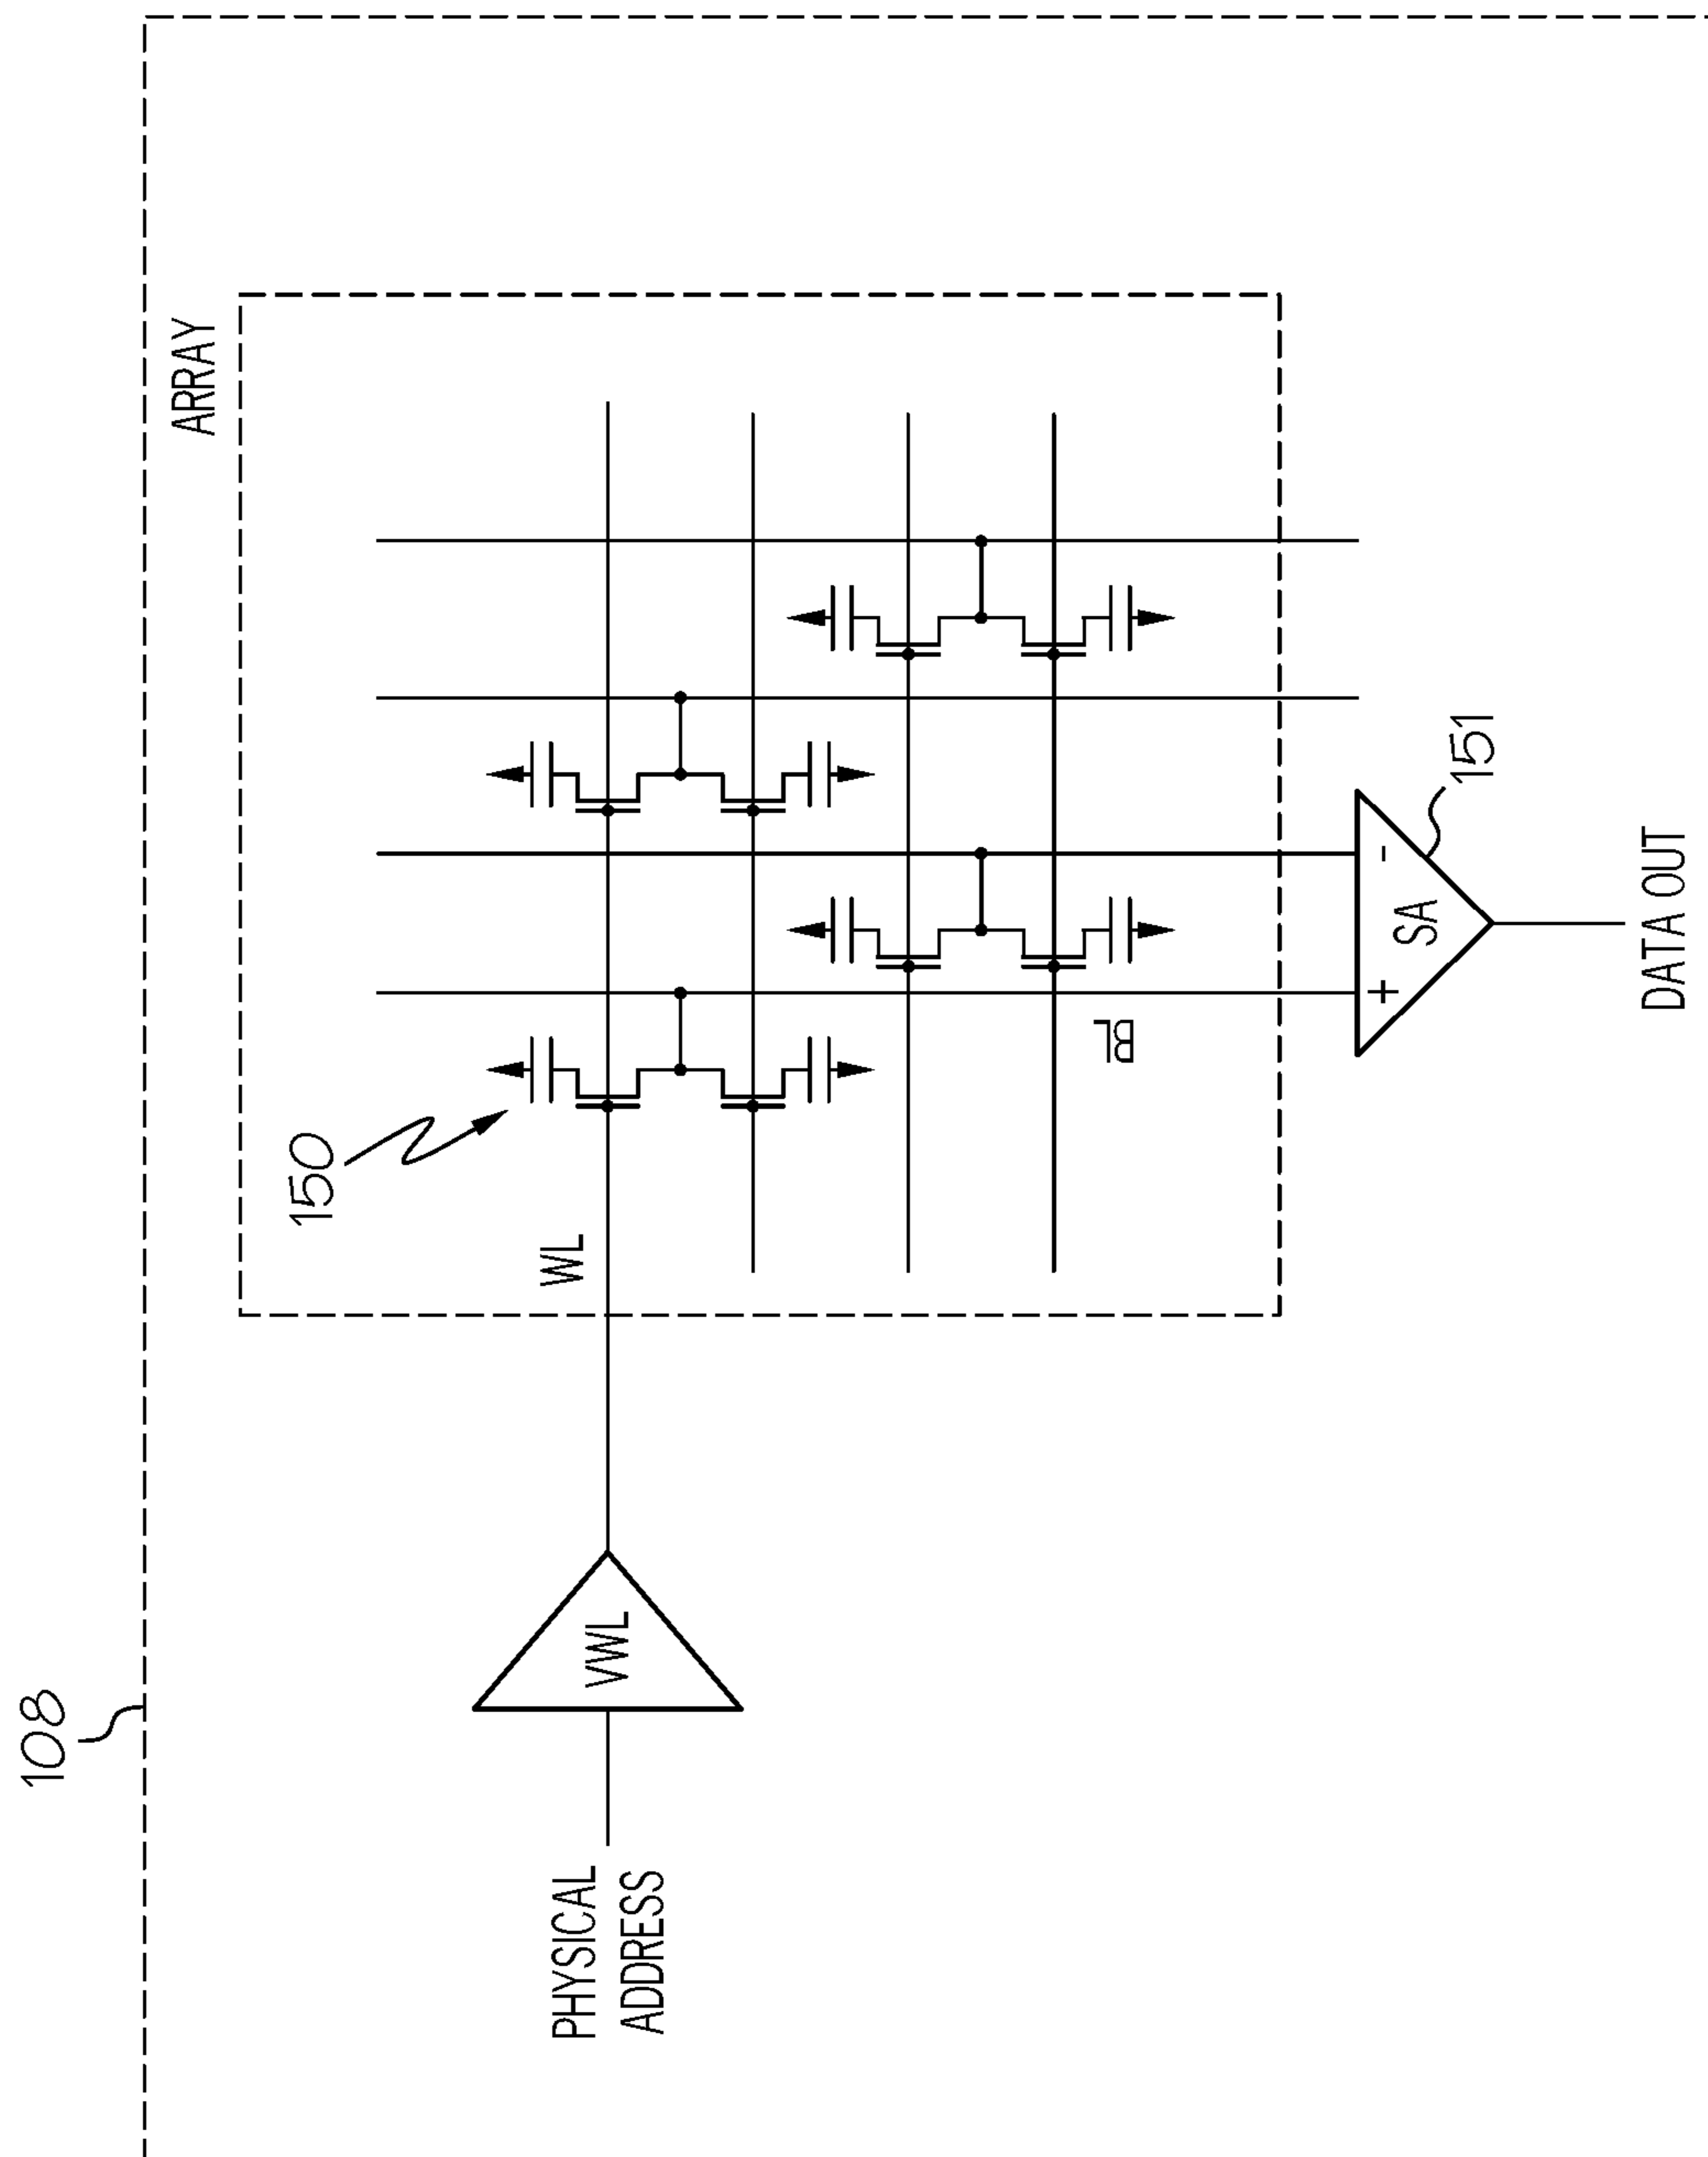 108
ARRAY
150
WL
BL
151
+
-
SA
VWL
PHYSICAL
ADDRESS
DATA OUT